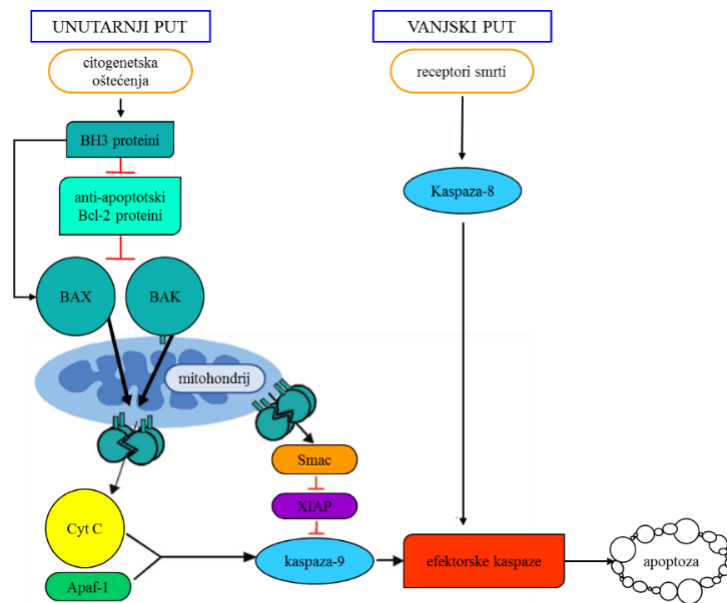 UNUTARNJI PUT
VANJSKI PUT
citogenetska
oštećenja
receptori smrti
BH3 proteini
anti-apoptotski
Bcl-2 proteini
Kaspaza-8
BAX
BAK
mitohondrij
Smac
XIAP
Cyt C
kaspaza-9
efektorske kaspaze
apoptoza
Apaf-1